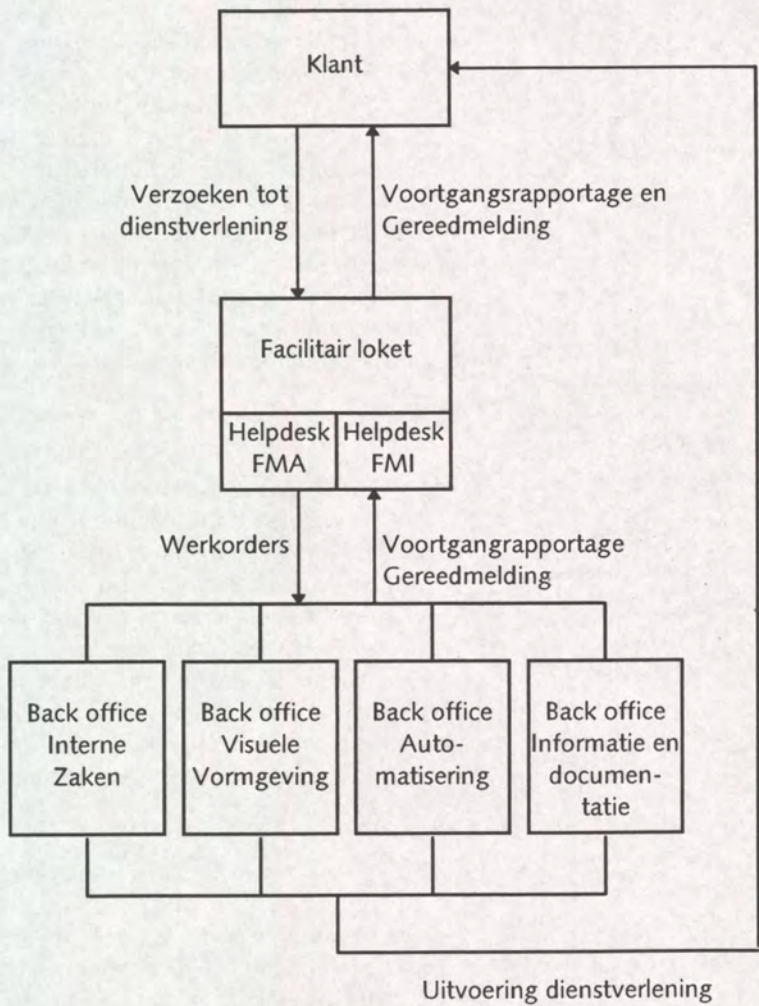 Klant
Verzoeken tot
dienstverlening
Voortgangsrapportage en
Gereedmelding
Facilitair loket
Helpdesk
FMA
Helpdesk
FMI
Werkorders
Voortgangrapportage
Gereedmelding
Back office
Interne
Zaken
Back office
Visuele
Vormgeving
Back office
Auto-
matisering
Back office
Informatie en
documen-
tatie
Uitvoering dienstverlening